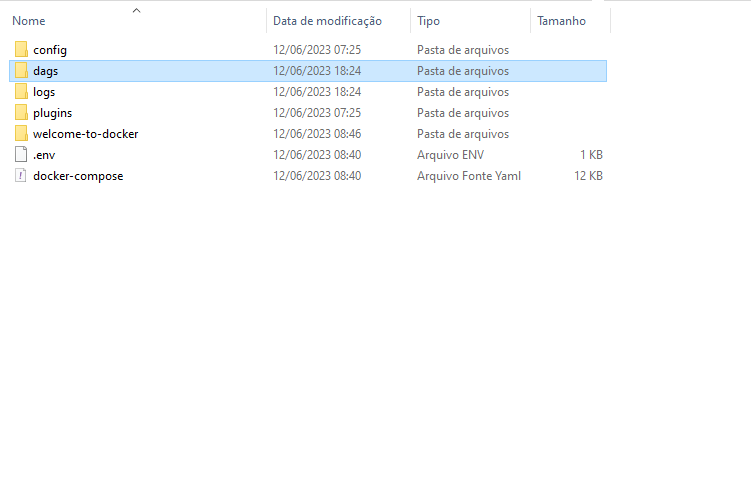 Nome Data de modificação Tipo Tamanho
config 12/06/2023 07:25 Pasta de arquivos
dags 12/06/2023 18:24 Pasta de arquivos
logs 12/06/2023 18:24 Pasta de arquivos
plugins 12/06/2023 07:25 Pasta de arquivos
welcome-to-docker 12/06/2023 08:46 Pasta de arquivos
.env 12/06/2023 08:40 Arquivo ENV 1 KB
docker-compose 12/06/2023 08:40 Arquivo Fonte Yaml 12 KB